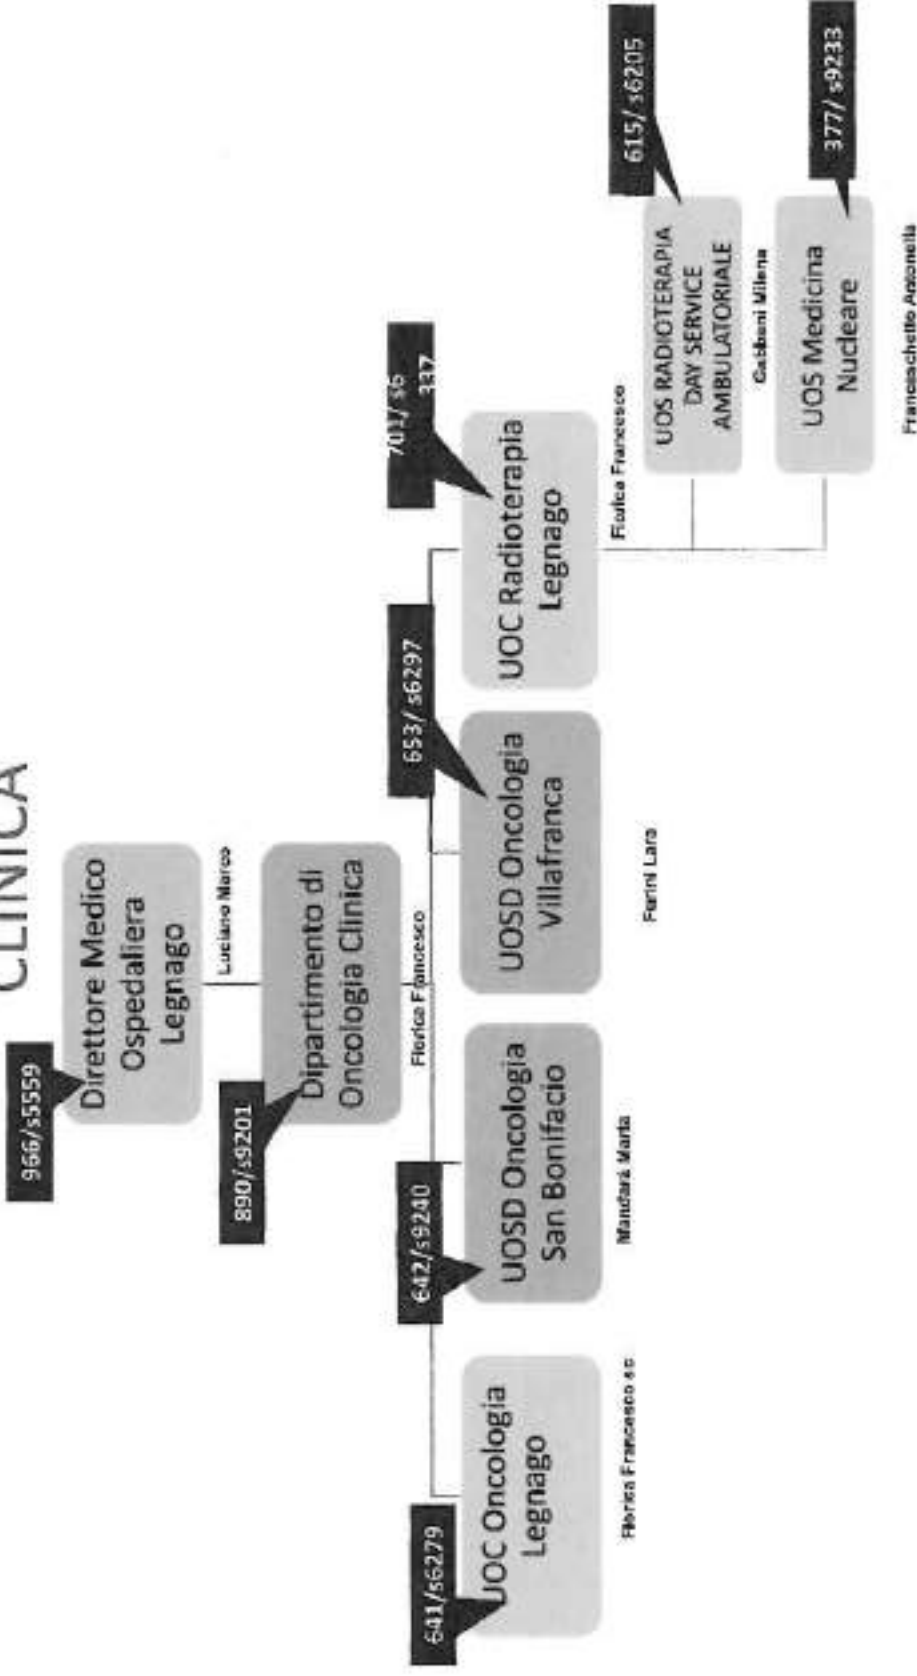 CLINICA
966/s5559
Direttore Medico
Ospedaliera
Legnago
Luciano Marco
890/s9201
Dipartimento di
Oncologia Clinica
Fiorica Francesco
641/s6279
UOC Oncologia
Legnago
Fiorica Francesco sc
642/s9240
UOSD Oncologia
San Bonifacio
Mandarà Marta
653/s6297
UOSD Oncologia
Villafranca
Furini Lara
701/s6
337
UOC Radioterapia
Legnago
Fiorica Francesco
615/s6205
UOS RADIOTERAPIA
DAY SERVICE
AMBULATORIALE
Gabbani Milena
377/s9233
UOS Medicina
Nucleare
Franceschetto Antonella